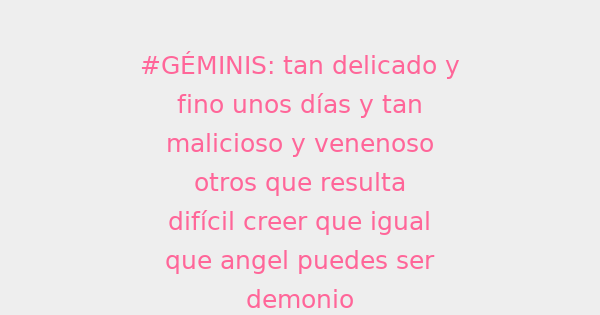 #GÉMINIS: tan delicado y
fino unos días y tan
malicioso y venenoso
otros que resulta
difícil creer que igual
que angel puedes ser
demonio